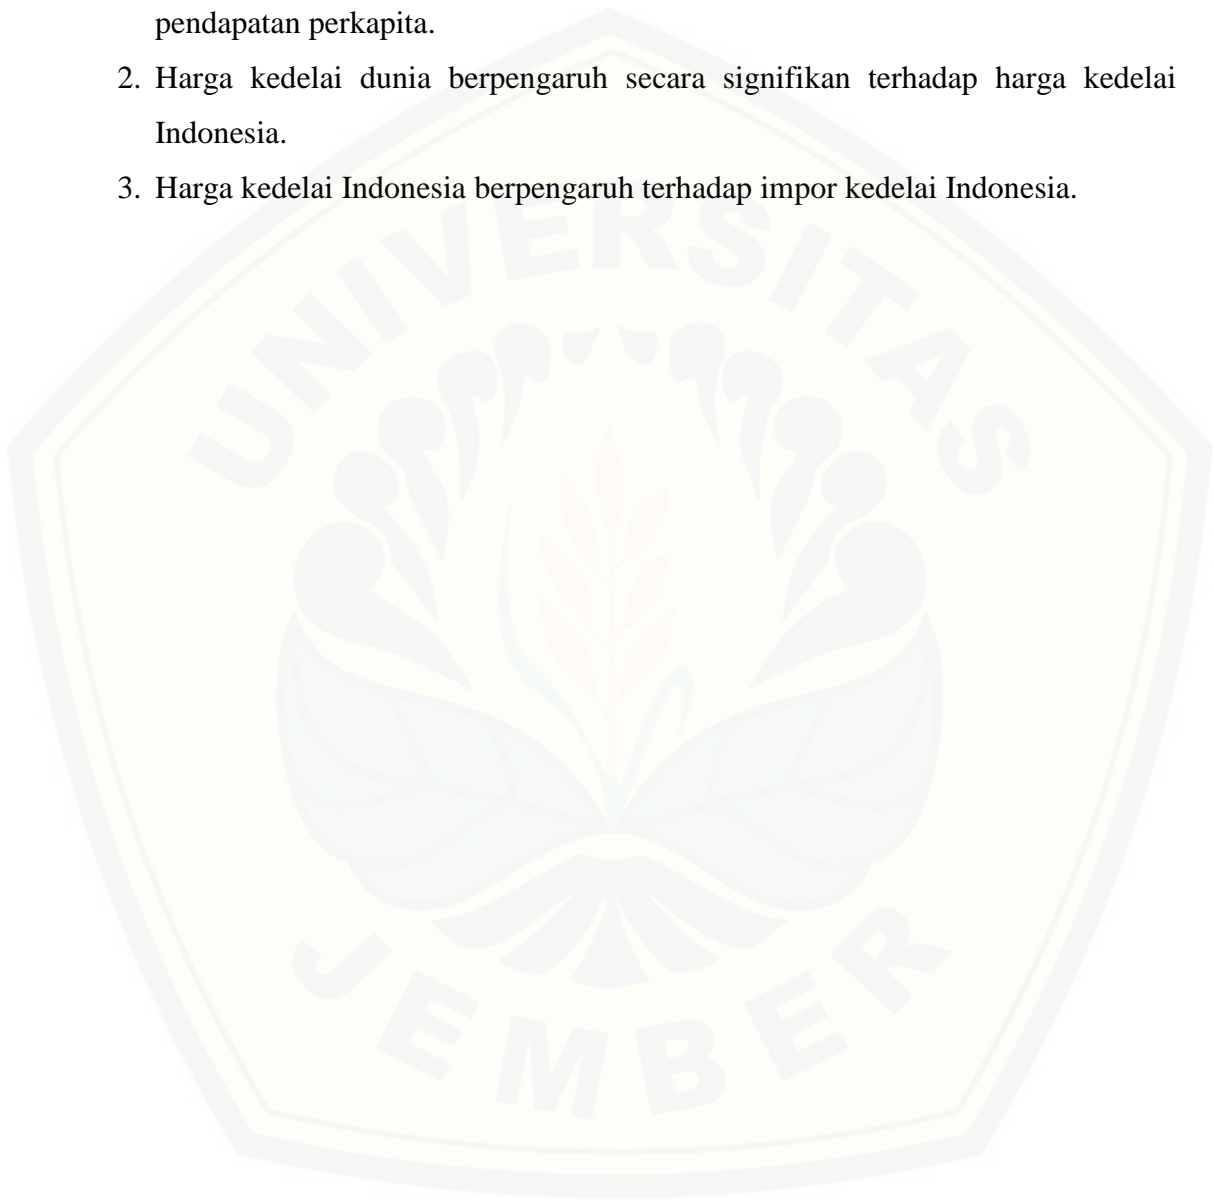 pendapatan perkapita.
2. Harga kedelai dunia berpengaruh secara signifikan terhadap harga kedelai
Indonesia.
3. Harga kedelai Indonesia berpengaruh terhadap impor kedelai Indonesia.
UNIVERSITAS
JEMBER